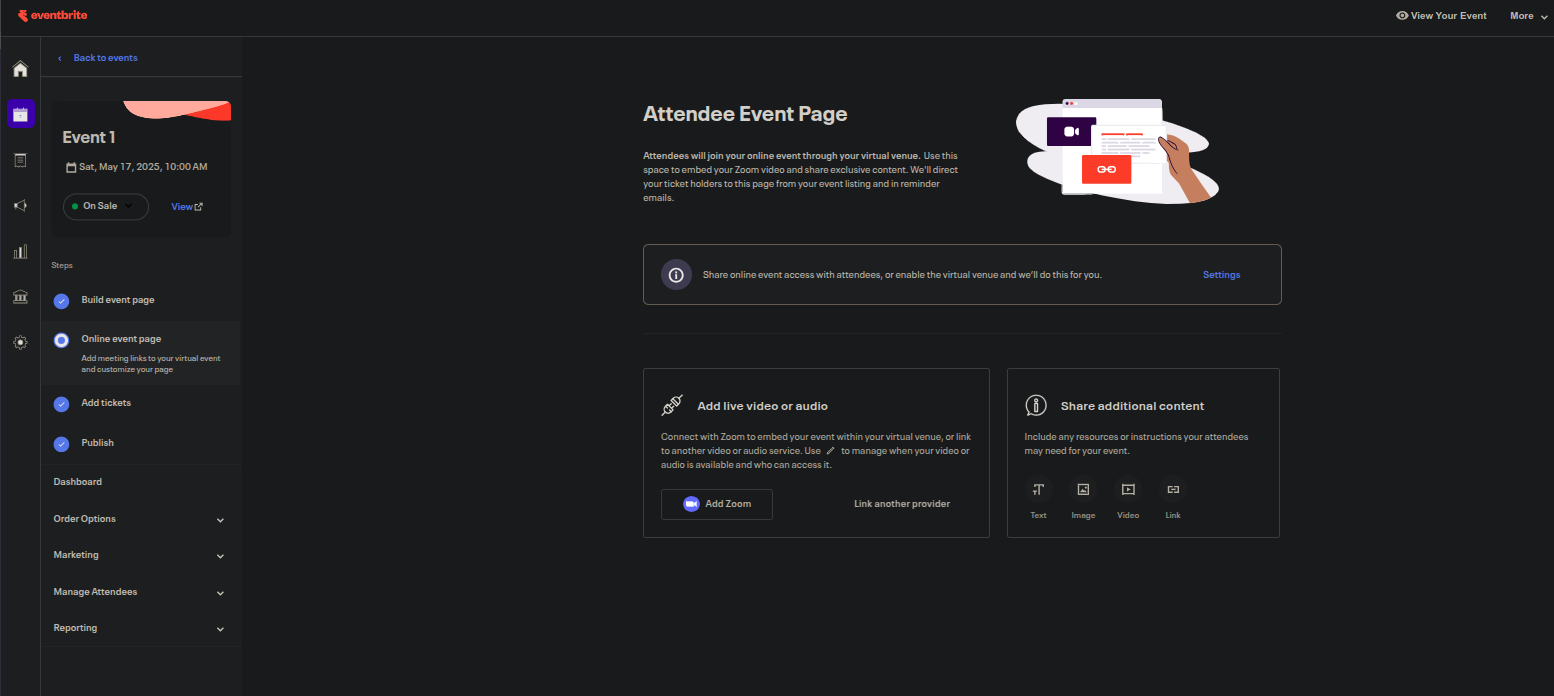 eventbrite
View Your Event
More
Back to events
Event 1
Sat, May 17, 2025, 10:00 AM
On Sale
View
Steps
Build event page
Online event page
Add meeting links to your virtual event
and customize your page
Add tickets
Publish
Dashboard
Order Options
Marketing
Manage Attendees
Reporting
Attendee Event Page
Attendees will join your online event through your virtual venue. Use this
space to embed your Zoom video and share exclusive content. We'll direct
your ticket holders to this page from your event listing and in reminder
emails.
Share online event access with attendees, or enable the virtual venue and we'll do this for you.
Settings
Add live video or audio
Connect with Zoom to embed your event within your virtual venue, or link
to another video or audio service. Use to manage when your video or
audio is available and who can access it.
Add Zoom
Link another provider
Share additional content
Include any resources or instructions your attendees
may need for your event.
Text
Image
Video
Link